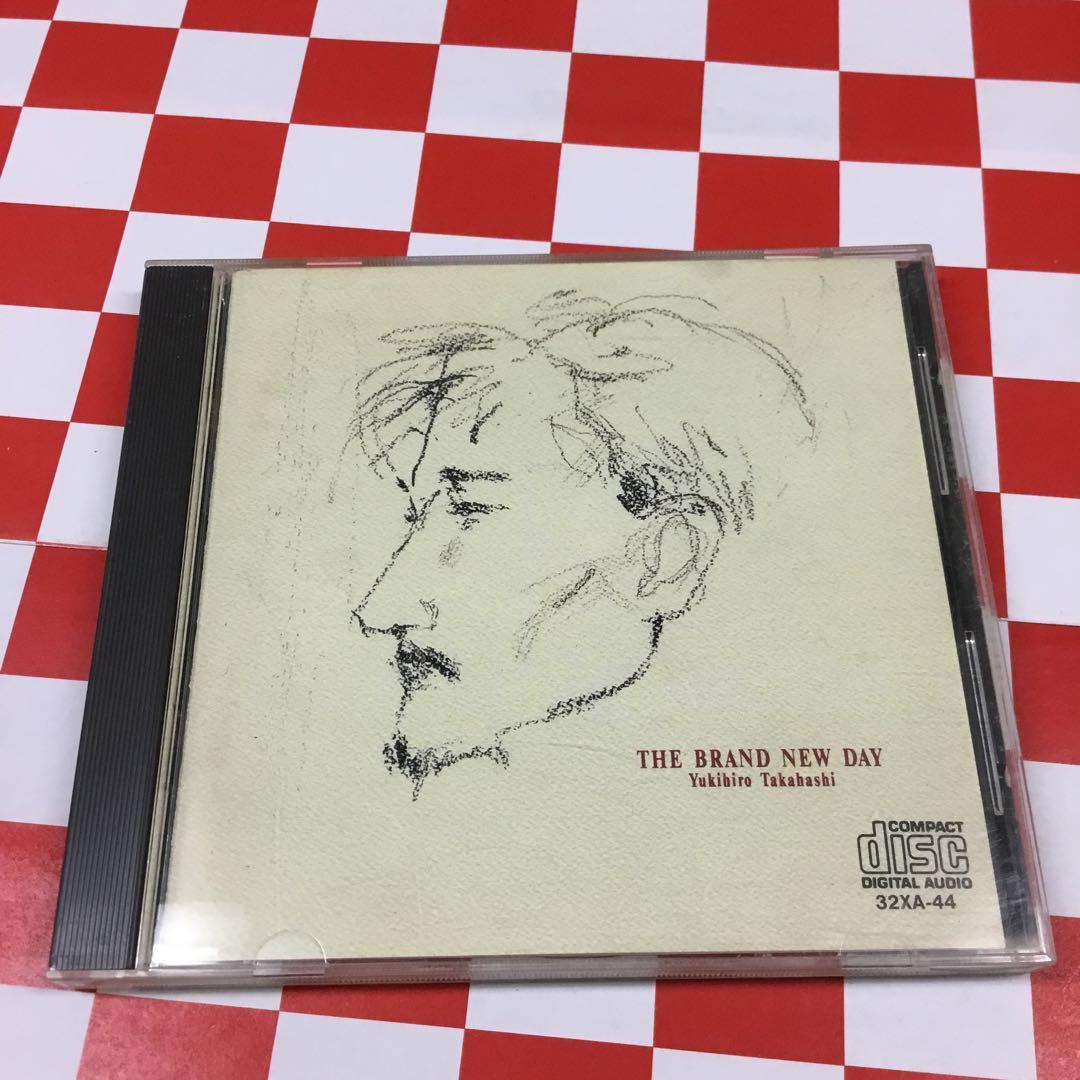 THE BRAND NEW DAY
Yukihiro Takahashi
COMPACT
disc
DIGITAL AUDIO
32XA-44